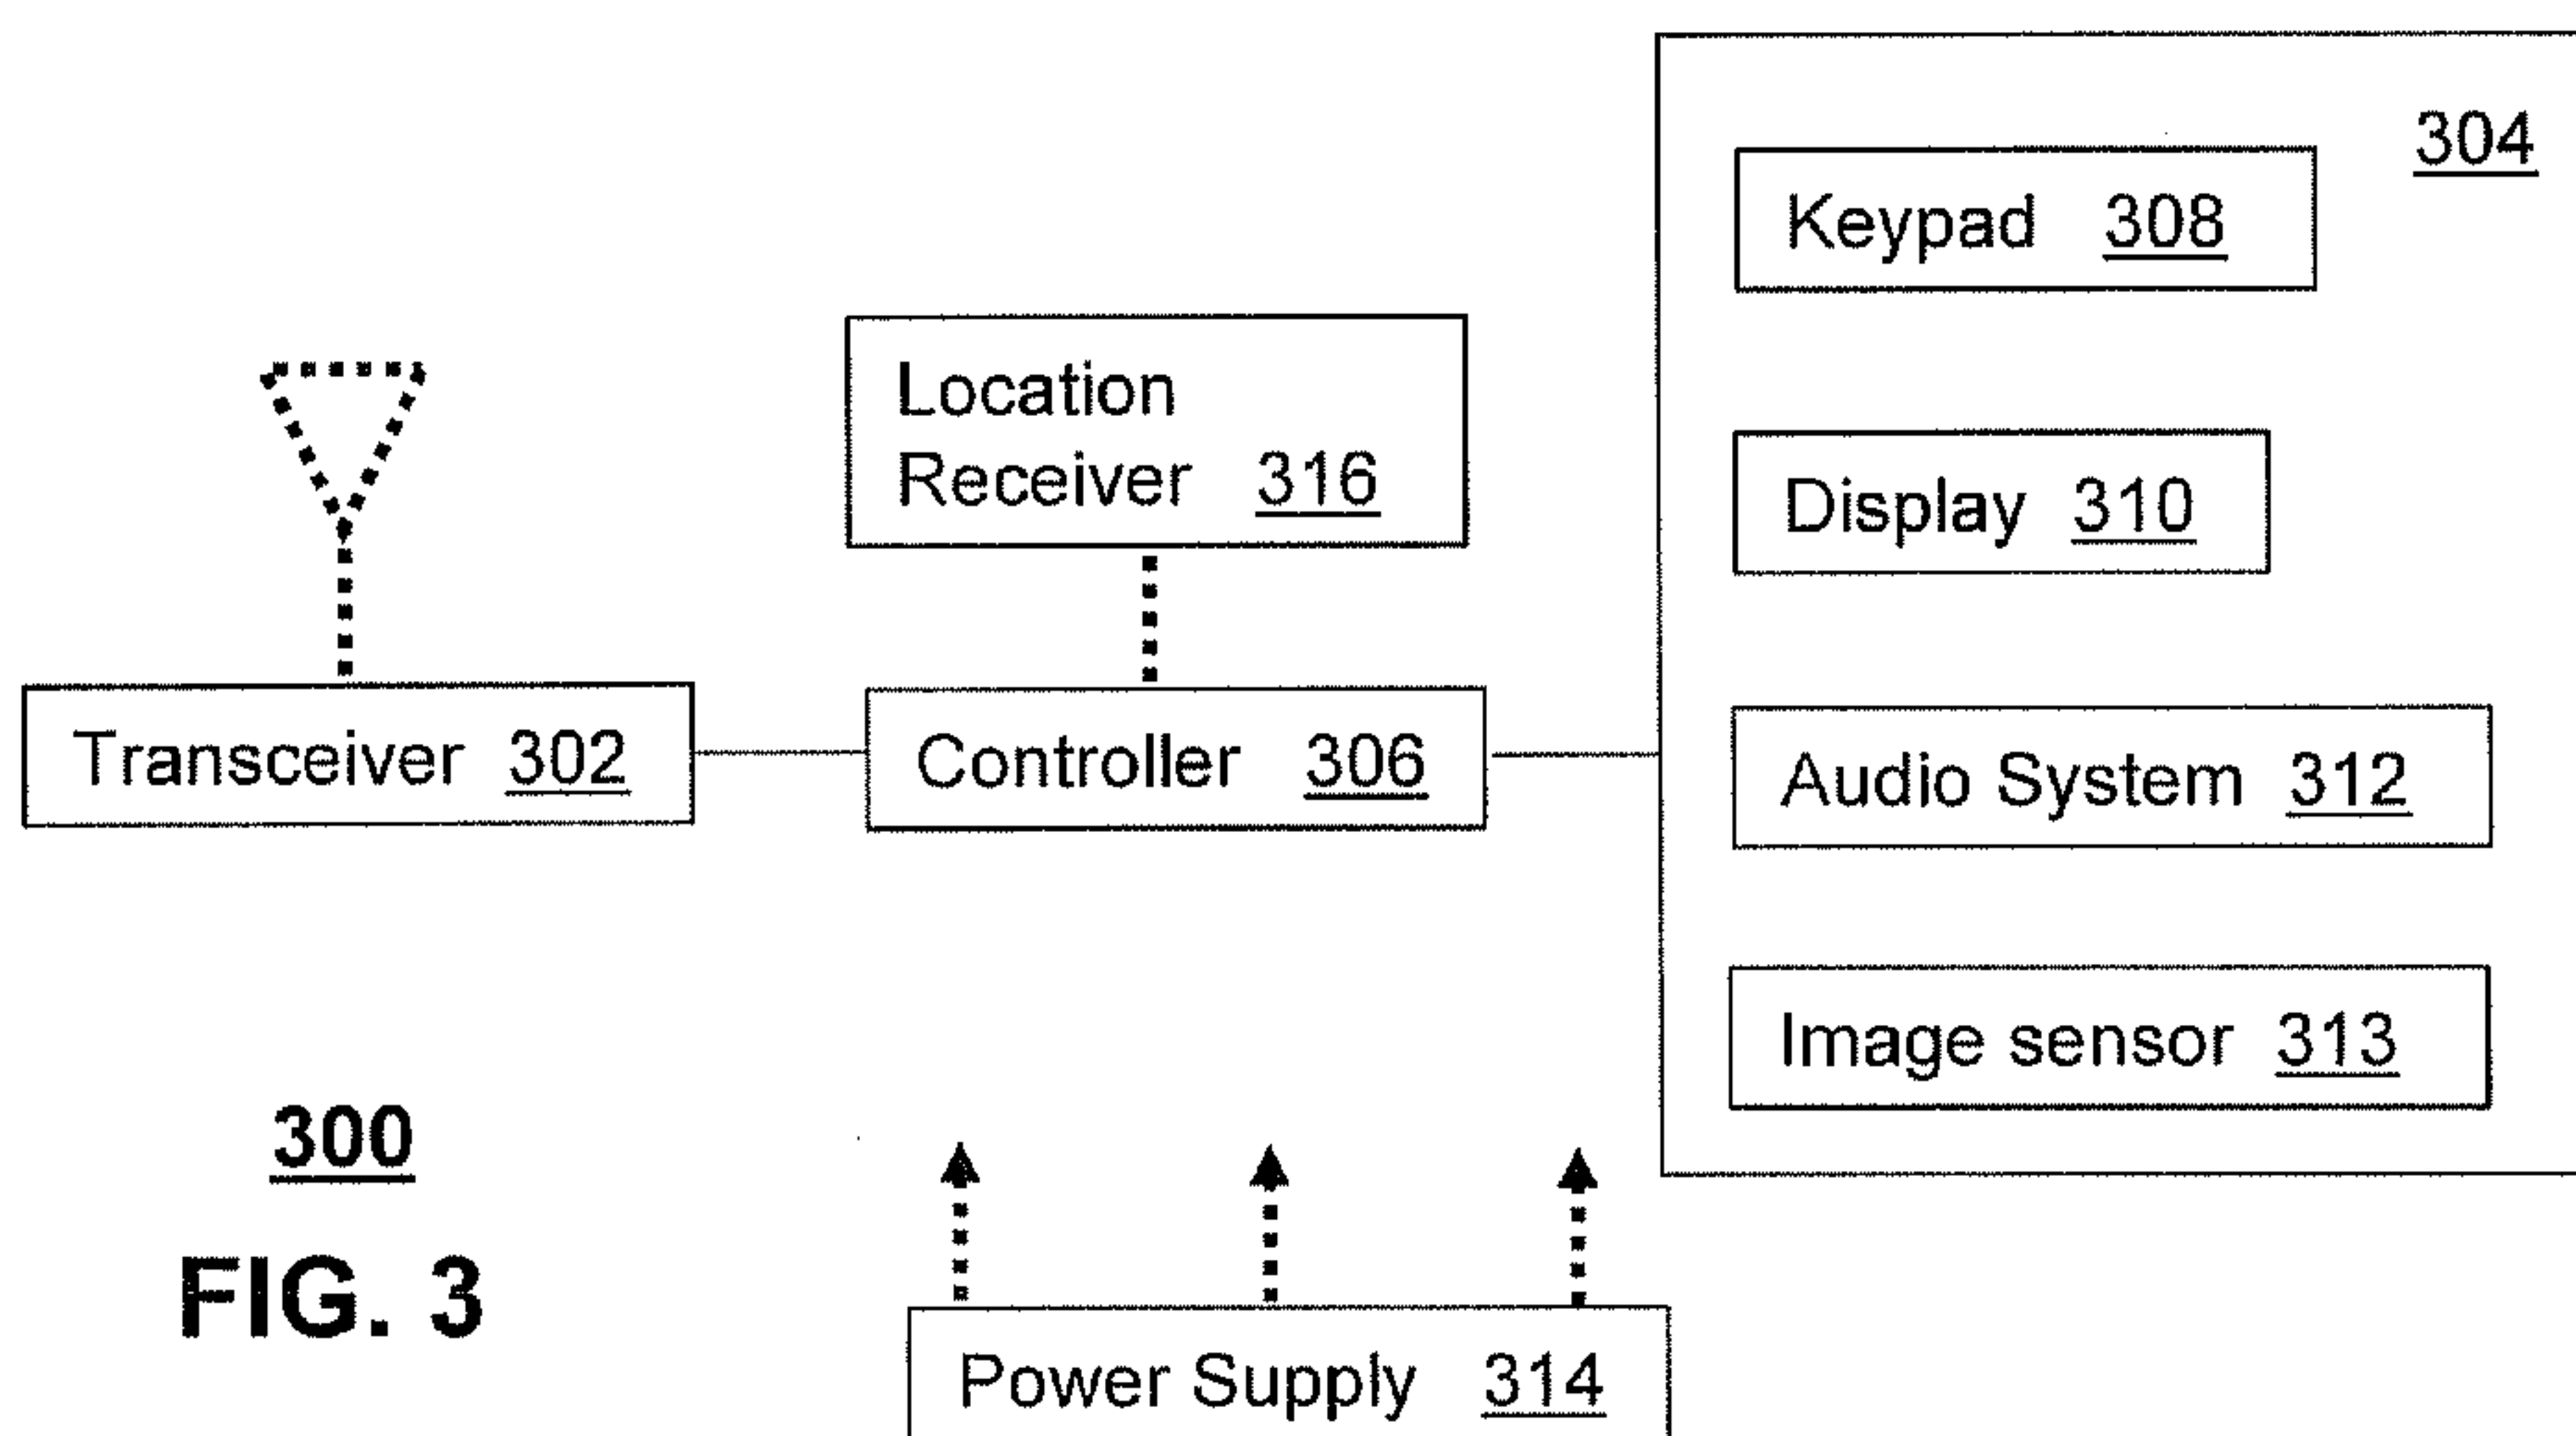 304
Keypad 308
Location
Receiver 316
Display 310
Transceiver 302
Controller 306
Audio System 312
Image sensor 313
300
FIG. 3
Power Supply 314